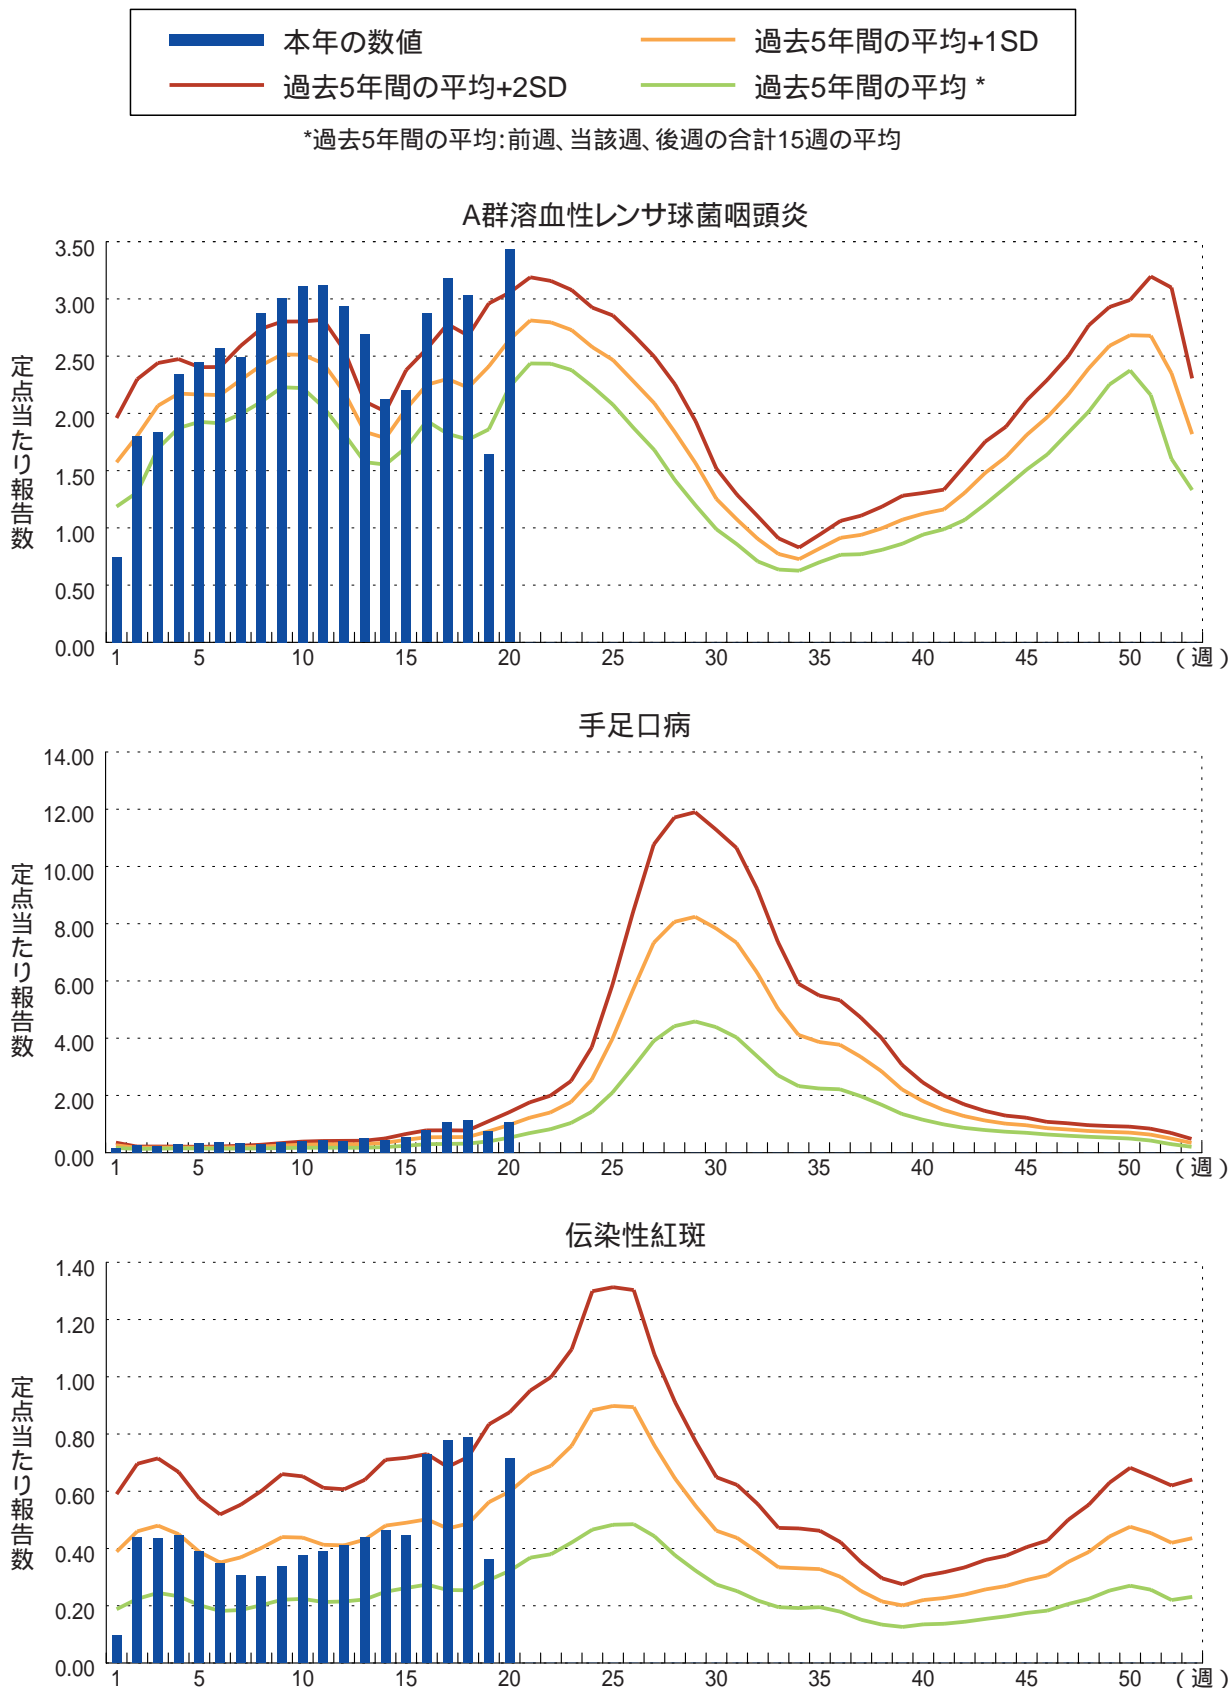 本年の数値
過去5年間の平均+1SD
過去5年間の平均+2SD
過去5年間の平均 *
*過去5年間の平均:前週、当該週、後週の合計15週の平均
A群溶血性レンサ球菌咽頭炎
定点当たり報告数
3.50
3.00
2.50
2.00
1.50
1.00
0.50
0.00
1 5 10 15 20 25 30 35 40 45 50 (週)
手足口病
定点当たり報告数
14.00
12.00
10.00
8.00
6.00
4.00
2.00
0.00
1 5 10 15 20 25 30 35 40 45 50 (週)
伝染性紅斑
定点当たり報告数
1.40
1.20
1.00
0.80
0.60
0.40
0.20
0.00
1 5 10 15 20 25 30 35 40 45 50 (週)